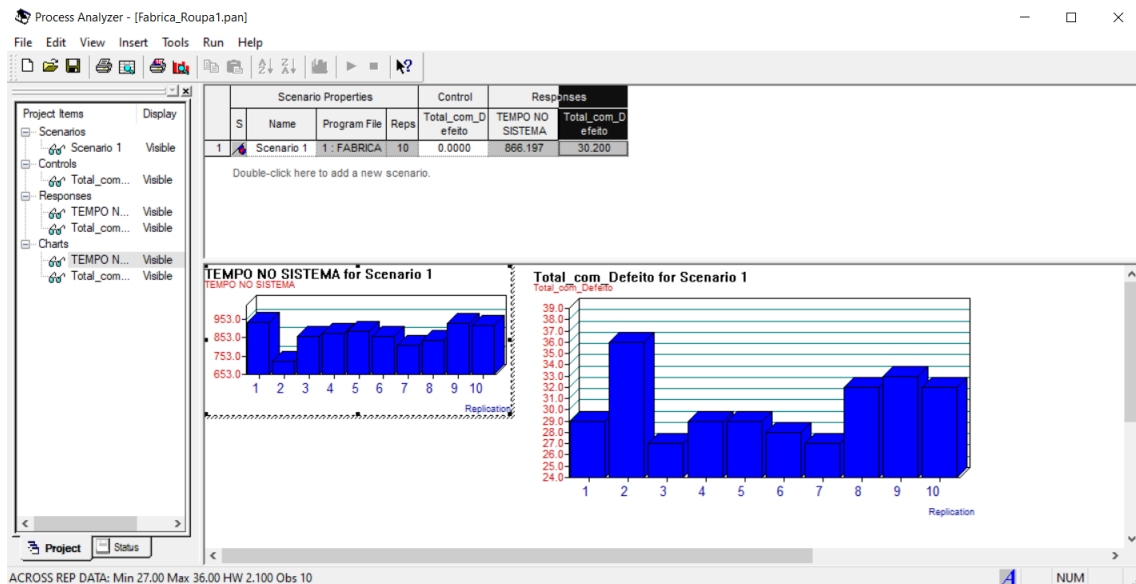 Process Analyzer - [Fabrica_Roupa1.pan]
File Edit View Insert Tools Run Help
Project Items Display
Scenarios
Scenario 1 Visible
Controls
Total_com... Visible
Responses
TEMPO N... Visible
Total_com... Visible
Charts
TEMPO N... Visible
Total_com... Visible
Project Status
Scenario Properties Control Responses
S Name Program File Reps Total_com_D efeito TEMPO NO SISTEMA Total_com_D efeito
1 Scenario 1 1 : FABRICA 10 0.0000 866.197 30.200
Double-click here to add a new scenario.
TEMPO NO SISTEMA for Scenario 1
TEMPO NO SISTEMA
953.0
853.0
753.0
653.0
1 2 3 4 5 6 7 8 9 10
Replication
Total_com_Defeito for Scenario 1
Total_com_Defeito
39.0
38.0
37.0
36.0
35.0
34.0
33.0
32.0
31.0
30.0
29.0
28.0
27.0
26.0
25.0
24.0
1 2 3 4 5 6 7 8 9 10
Replication
ACROSS REP DATA: Min 27.00 Max 36.00 HW 2.100 Obs 10
A NUM